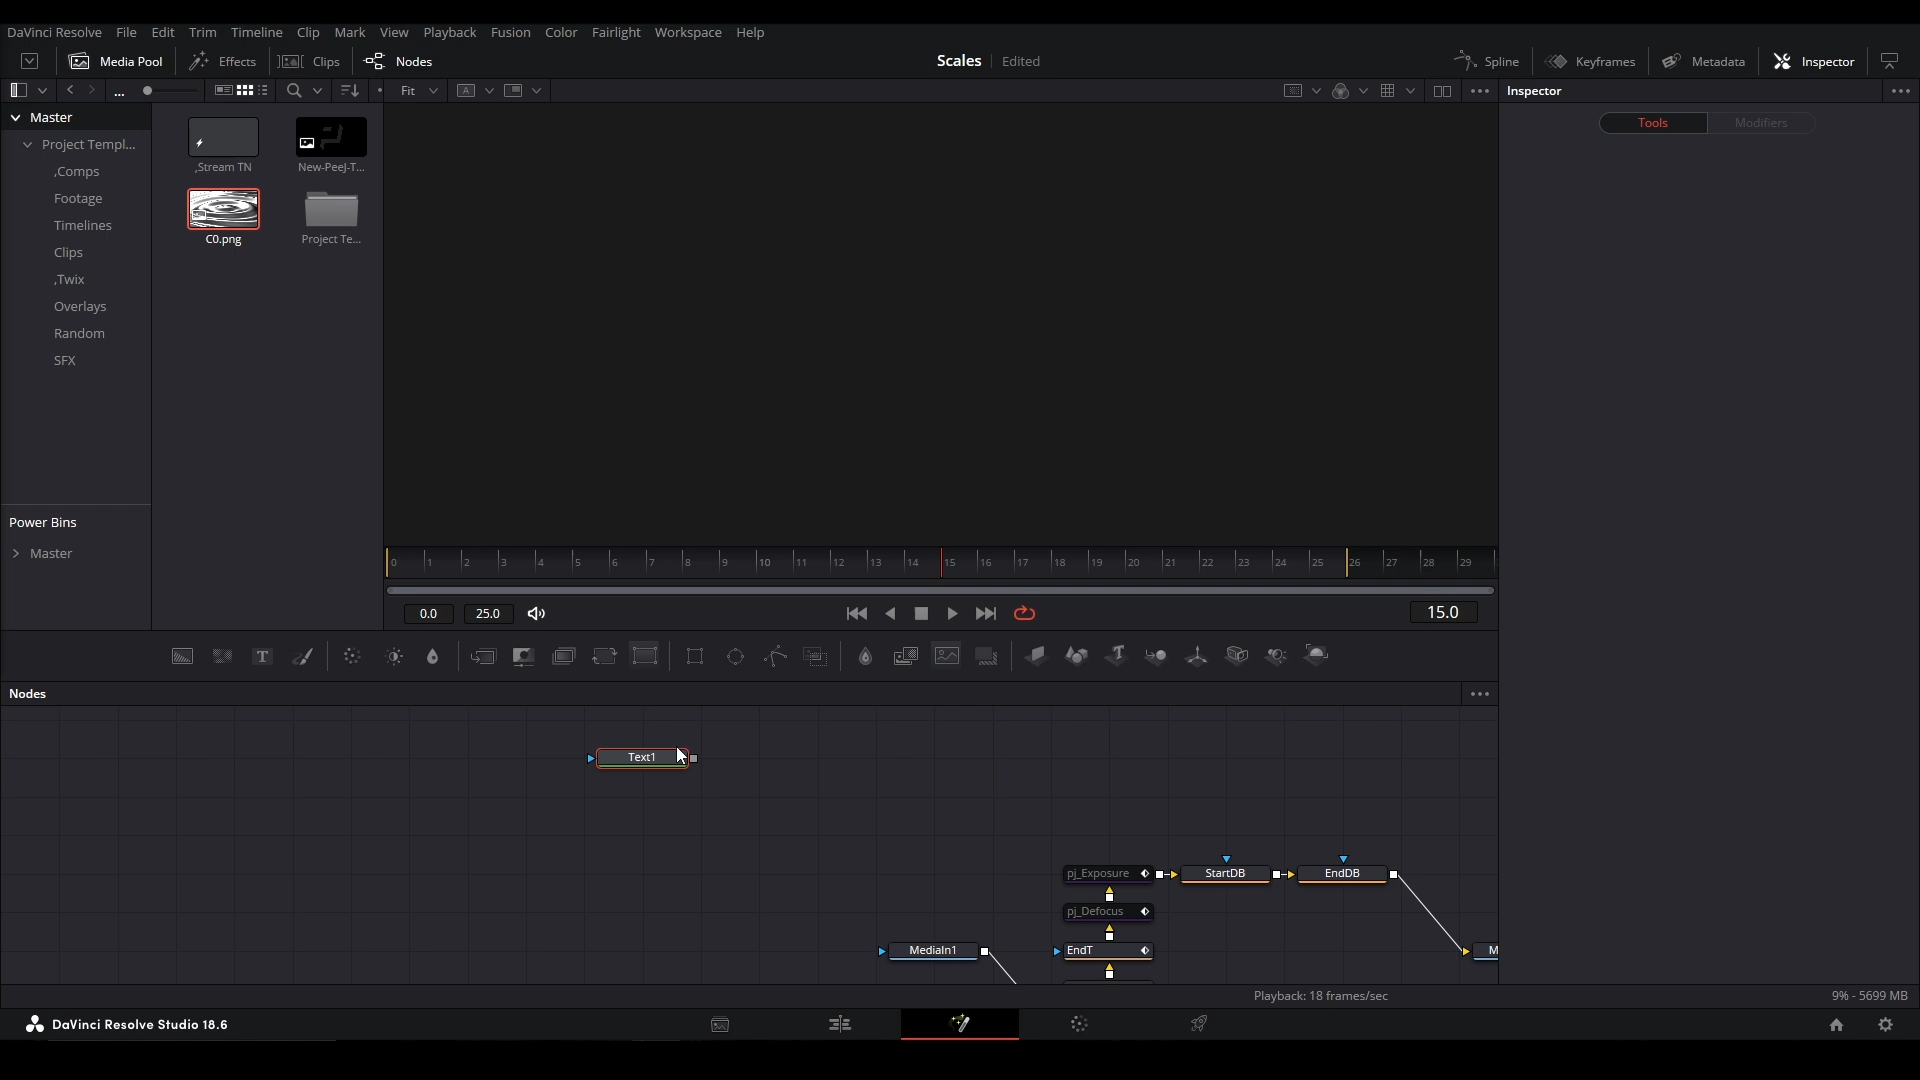 DaVinci Resolve File Edit Trim Timeline Clip Mark View Playback Fusion Color Fairlight Workspace Help
Media Pool Effects Clips Nodes Scales Edited Spline Keyframes Metadata Inspector
... Fit A Inspector
Master
Tools Modifiers
Project Templ...
,Comps
Footage
Timelines
Clips
,Twix
Overlays
Random
SFX
,Stream TN New-PeeJ-T...
C0.png Project Te...
Power Bins
Master
0 1 2 3 4 5 6 7 8 9 10 11 12 13 14 15 16 17 18 19 20 21 22 23 24 25 26 27 28 29
0.0 25.0 15.0
Nodes
Text1
pj_Exposure StartDB EndDB
pj_Defocus
MediaIn1 EndT M
Playback: 18 frames/sec 9% - 5699 MB
DaVinci Resolve Studio 18.6